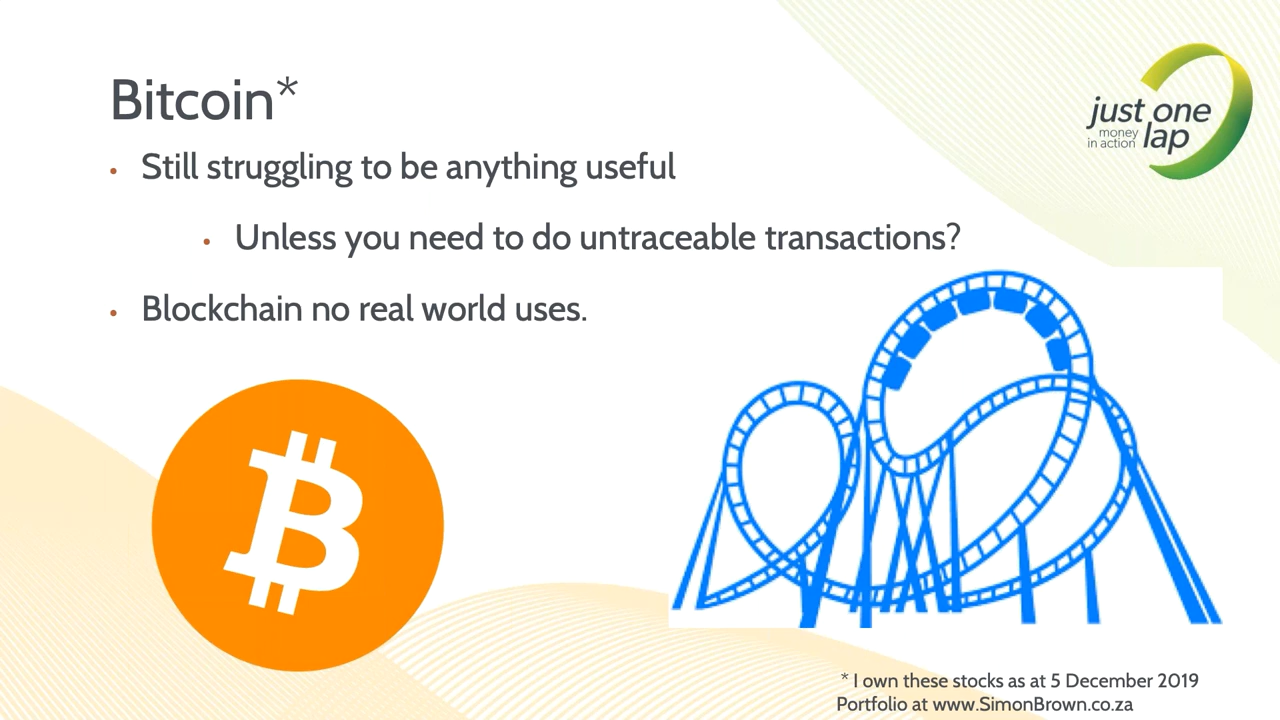 Bitcoin*
• Still struggling to be anything useful
• Unless you need to do untraceable transactions?
• Blockchain no real world uses.
just one
money
in action lap
* I own these stocks as at 5 December 2019
Portfolio at www.SimonBrown.co.za